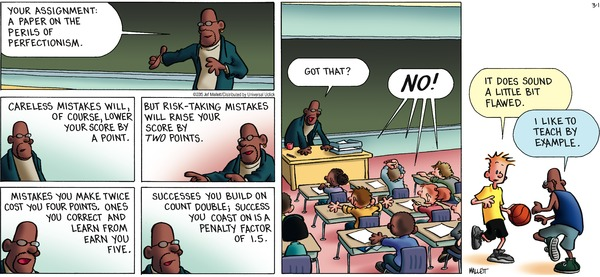 YOUR ASSIGNMENT:
A PAPER ON THE
PERILS OF
PERFECTIONISM.
CARELESS MISTAKES WILL,
OF COURSE, LOWER
YOUR SCORE BY
A POINT.
BUT RISK-TAKING MISTAKES
WILL RAISE YOUR
SCORE BY
TWO POINTS.
MISTAKES YOU MAKE TWICE
COST YOU FOUR POINTS. ONES
YOU CORRECT AND
LEARN FROM
EARN YOU
FIVE.
SUCCESSES YOU BUILD ON
COUNT DOUBLE; SUCCESS
YOU COAST ON IS A
PENALTY FACTOR
OF 1.5.
GOT THAT?
NO!
3-1
IT DOES SOUND
A LITTLE BIT
FLAWED.
I LIKE TO
TEACH BY
EXAMPLE.
MALLETT